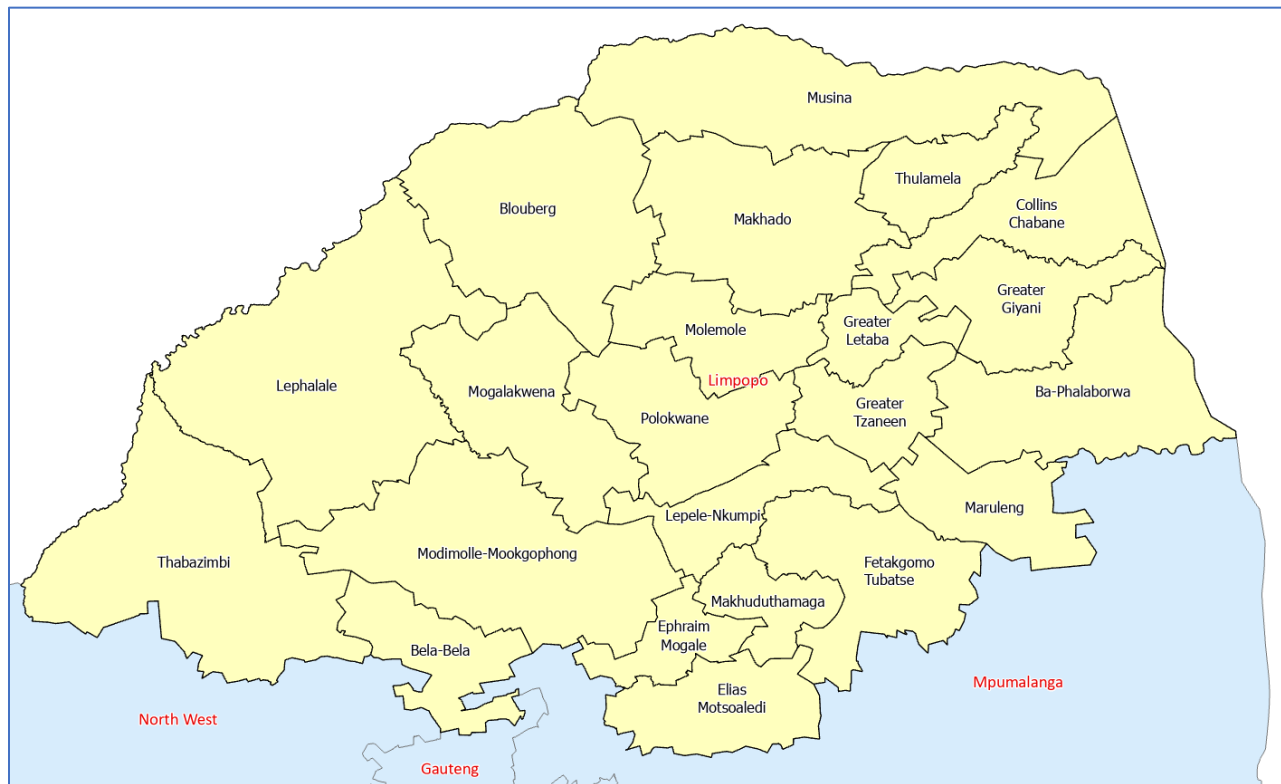 Musina
Thulamela
Blouberg
Makhado
Collins
Chabane
Greater
Giyani
Molemole
Greater
Letaba
Lephalale
Mogalakwena
Limpopo
Polokwane
Greater
Tzaneen
Ba-Phalaborwa
Lepele-Nkumpi
Maruleng
Thabazimbi
Modimolle-Mookgophong
Fetakgomo
Tubatse
Makhuduthamaga
Ephraim
Mogale
Bela-Bela
Elias
Motsoaledi
Mpumalanga
North West
Gauteng